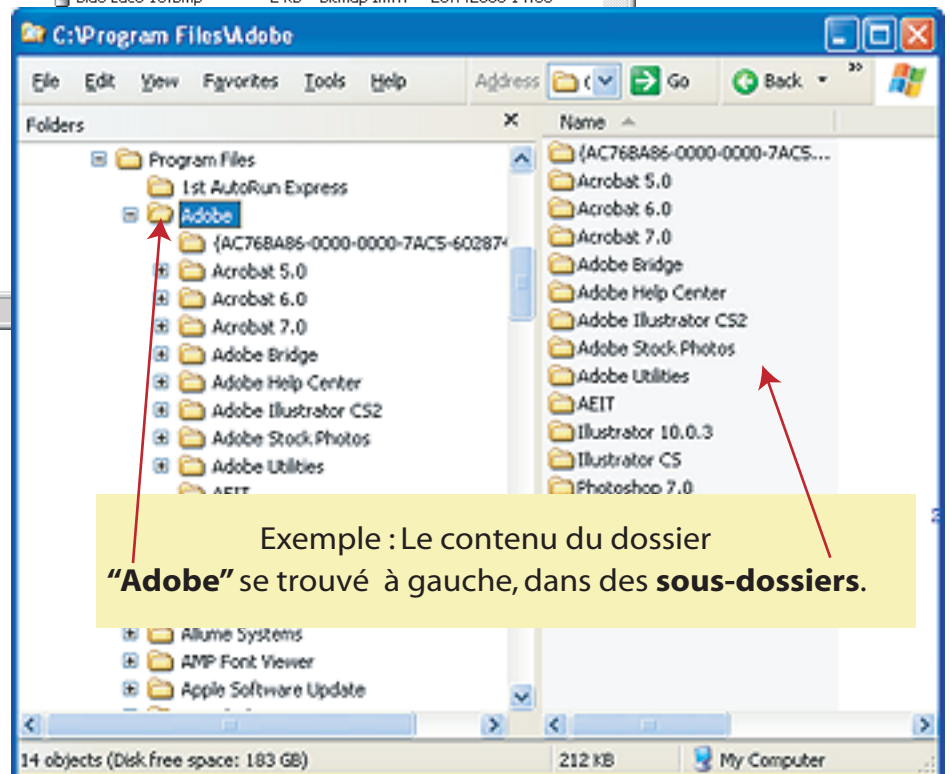 C:\Program Files\Adobe
File Edit View Favorites Tools Help Address Go Back »
Folders × Name
Program Files
1st AutoRun Express
Adobe
{AC76BA86-0000-0000-7AC5-60287
Acrobat 5.0
Acrobat 6.0
Acrobat 7.0
Adobe Bridge
Adobe Help Center
Adobe Illustrator CS2
Adobe Stock Photos
Adobe Utilities
AEIT
{AC76BA86-0000-0000-7AC5...
Acrobat 5.0
Acrobat 6.0
Acrobat 7.0
Adobe Bridge
Adobe Help Center
Adobe Illustrator CS2
Adobe Stock Photos
Adobe Utilities
AEIT
Illustrator 10.0.3
Illustrator CS
Photoshop 7.0
Exemple : Le contenu du dossier
“Adobe” se trouvé à gauche, dans des sous-dossiers.
Allume Systems
AMP Font Viewer
Apple Software Update
14 objects (Disk free space: 183 GB) 212 KB My Computer